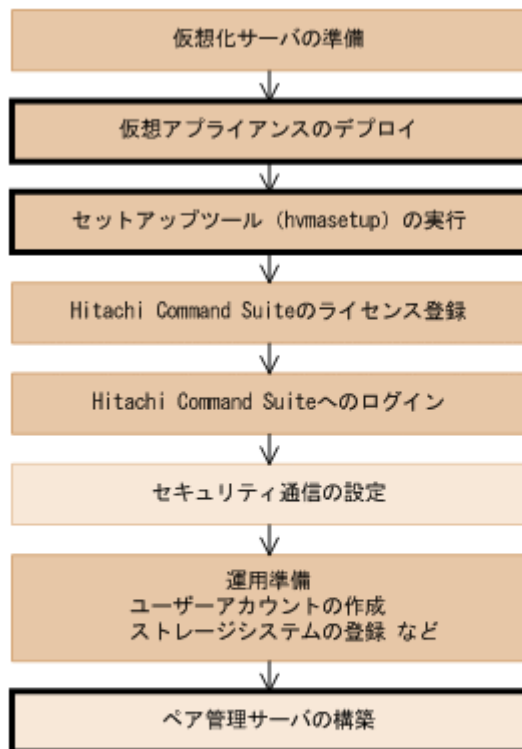 仮想化サーバの準備
仮想アプライアンスのデプロイ
セットアップツール (hvmasetup) の実行
Hitachi Command Suiteのライセンス登録
Hitachi Command Suiteへのログイン
セキュリティ通信の設定
運用準備
ユーザーアカウントの作成
ストレージシステムの登録 など
ペア管理サーバの構築